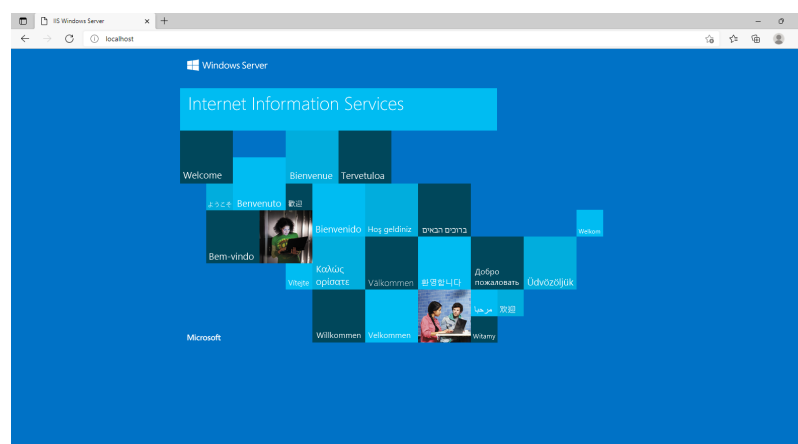 IIS Windows Server
localhost
Windows Server
Internet Information Services
Welcome
Bienvenue
Tervetuloa
ようこそ
Benvenuto
歡迎
Bienvenido
Hoş geldiniz
ברוכים הבאים
Welkom
Bem-vindo
Vítejte
Καλώς
ορίσατε
Välkommen
환영합니다
Добро
пожаловать
Üdvözöljük
Willkommen
Velkommen
مرحبا
欢迎
Witamy
Microsoft